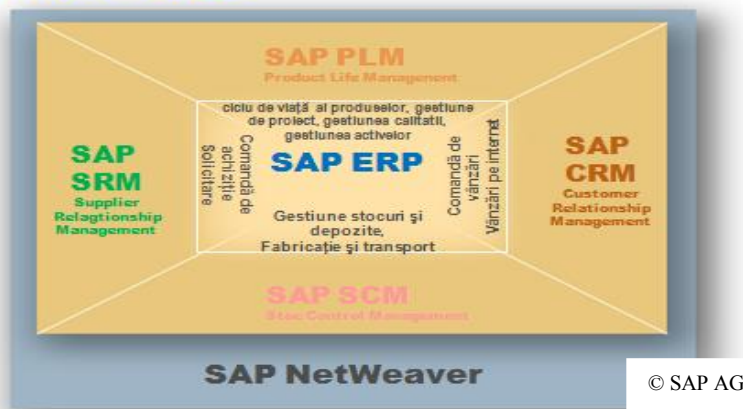 SAP PLM
Product Life Management
ciclu de viață al produselor, gestiune
de proiect, gestiunea calitatii,
gestiunea activelor
SAP
SRM
Supplier
Relagtionship
Management
Solicitare
achiziție
Comandă de
SAP ERP
Comandă de
vânzări
Vânzări pe internet
SAP
CRM
Customer
Relationship
Management
Gestiune stocuri și
depozite,
Fabricație și transport
SAP SCM
Stoc Control Management
SAP NetWeaver
© SAP AG